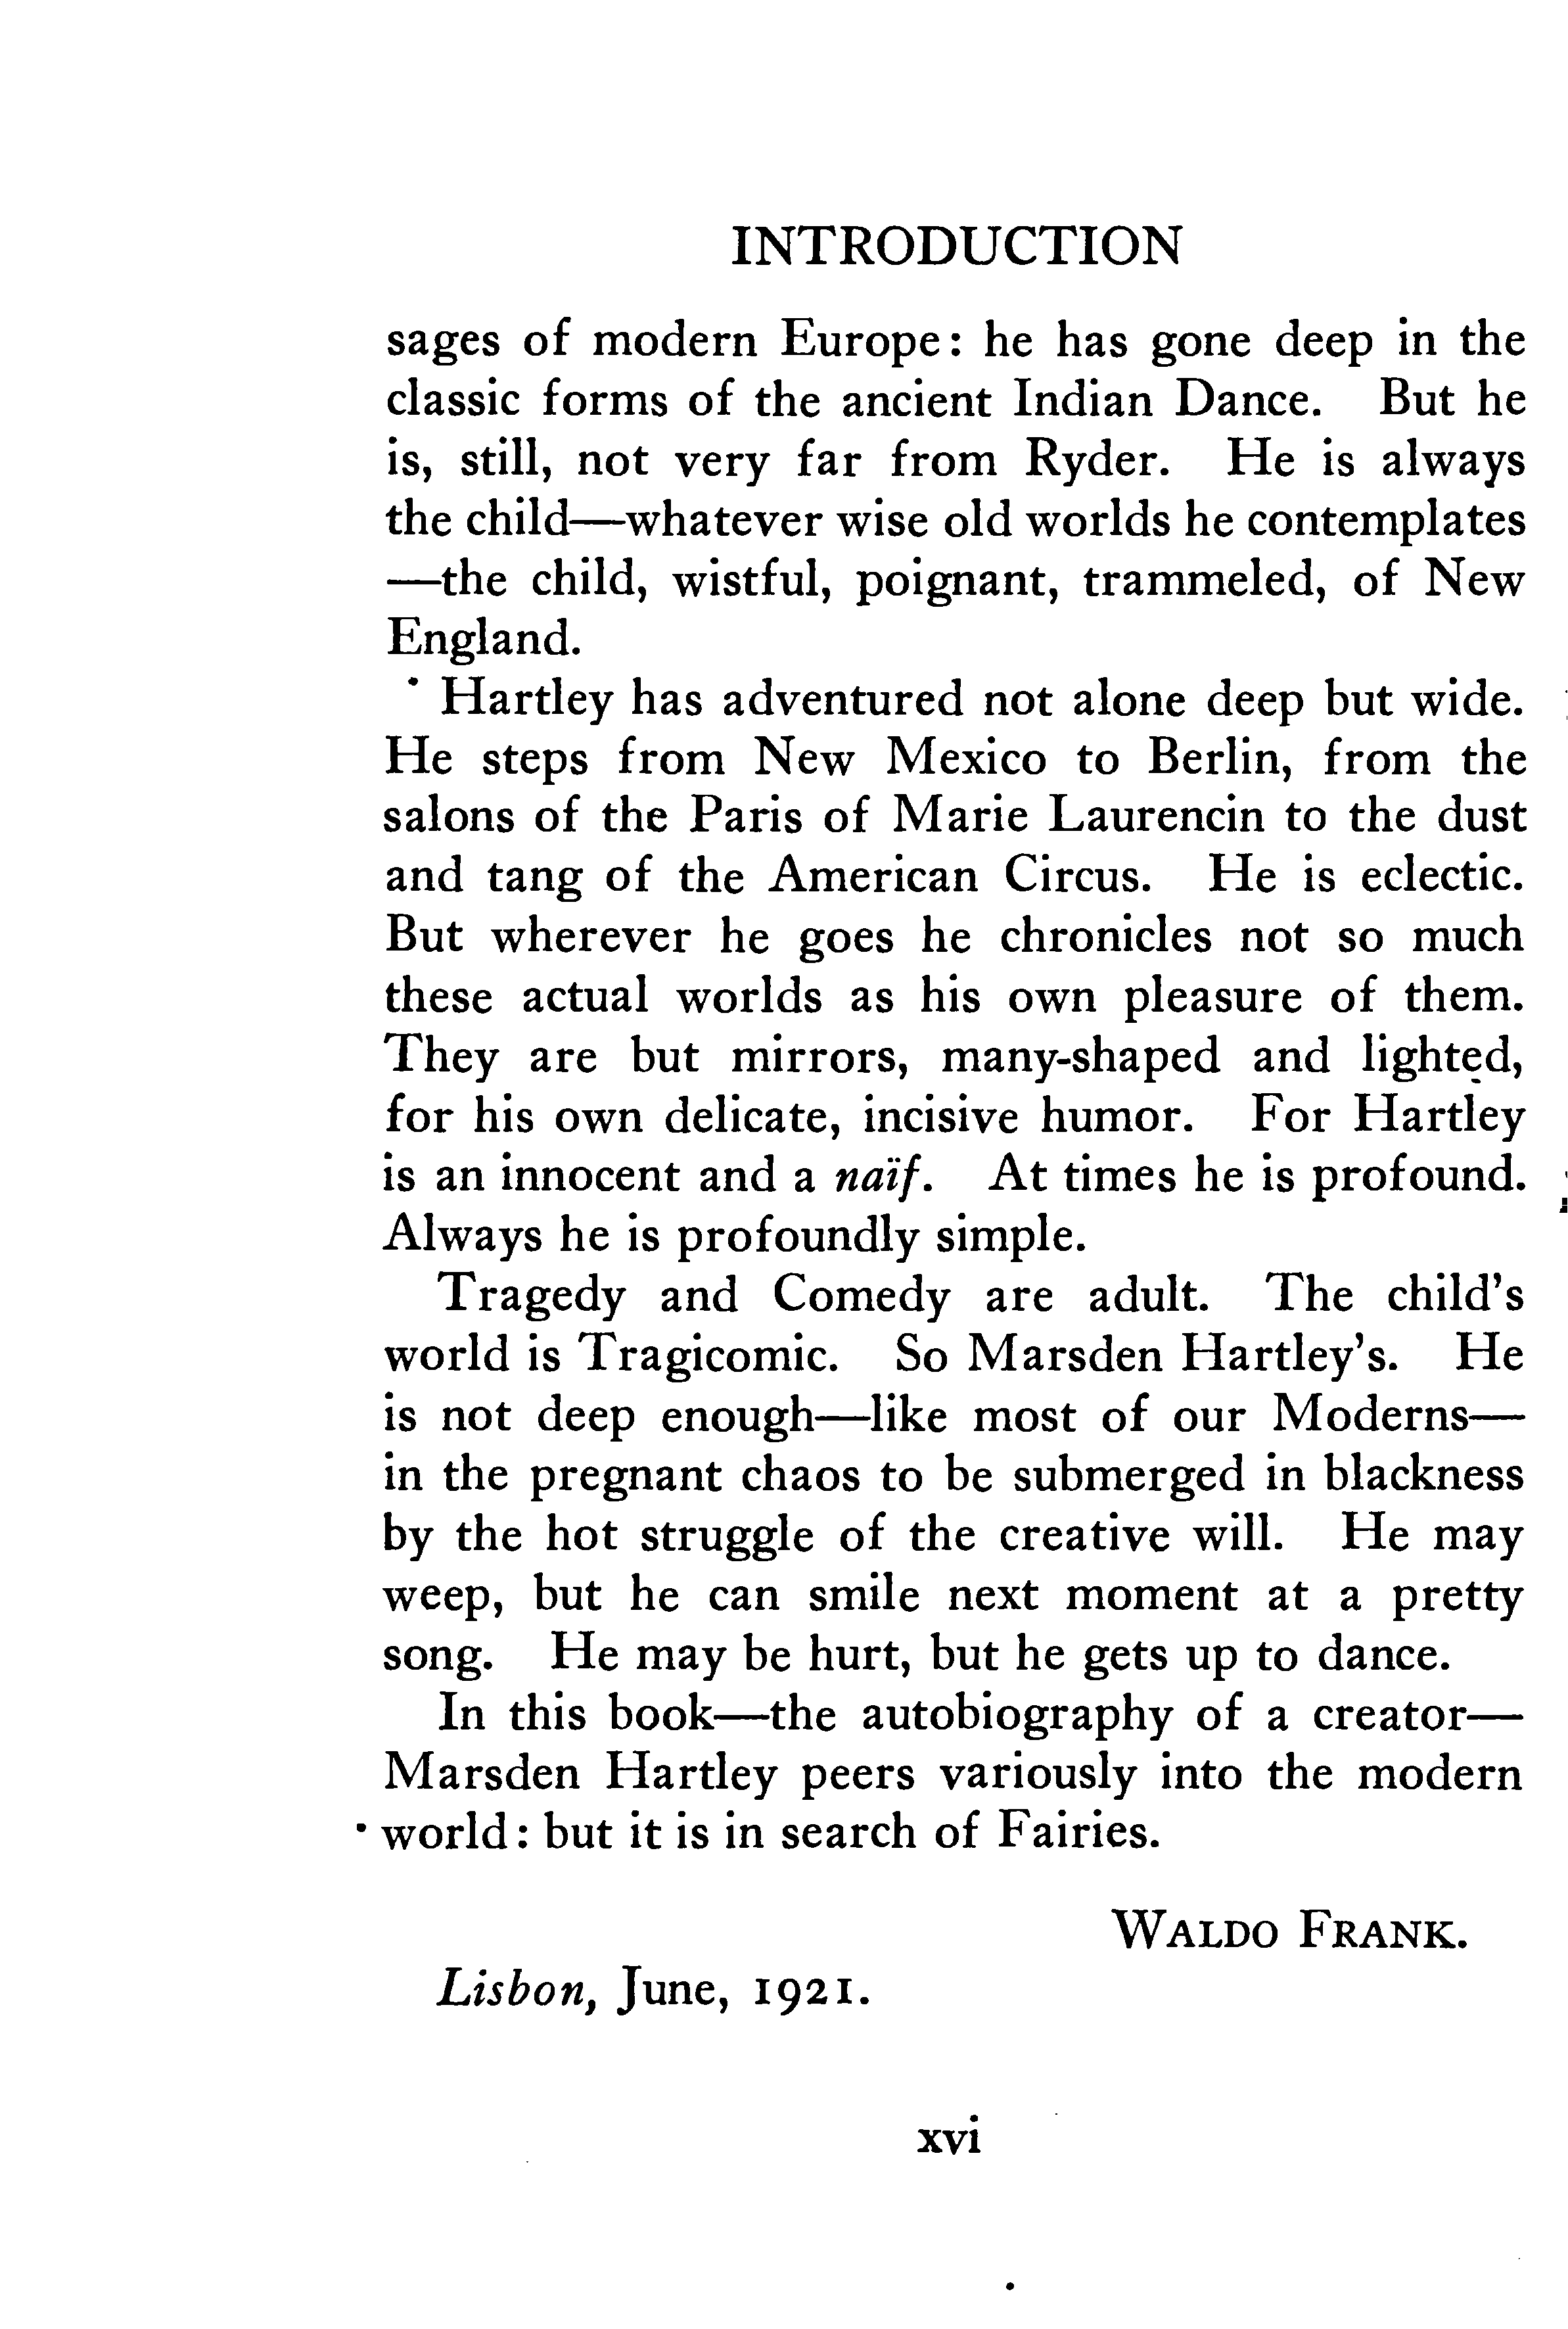 INTRODUCTION
sages of modern Europe: he has gone deep in the
classic forms of the ancient Indian Dance. But he
is, still, not very far from Ryder. He is always
the child—whatever wise old worlds he contemplates
—the child, wistful, poignant, trammeled, of New
England.
Hartley has adventured not alone deep but wide.
He steps from New Mexico to Berlin, from the
salons of the Paris of Marie Laurencin to the dust
and tang of the American Circus. He is eclectic.
But wherever he goes he chronicles not so much
these actual worlds as his own pleasure of them.
They are but mirrors, many-shaped and lighted,
for his own delicate, incisive humor. For Hartley
is an innocent and a naïf. At times he is profound.
Always he is profoundly simple.
Tragedy and Comedy are adult. The child's
world is Tragicomic. So Marsden Hartley's. He
is not deep enough—like most of our Moderns—
in the pregnant chaos to be submerged in blackness
by the hot struggle of the creative will. He may
weep, but he can smile next moment at a pretty
song. He may be hurt, but he gets up to dance.
In this book—the autobiography of a creator—
Marsden Hartley peers variously into the modern
world: but it is in search of Fairies.
WALDO FRANK.
Lisbon, June, 1921.
xvi